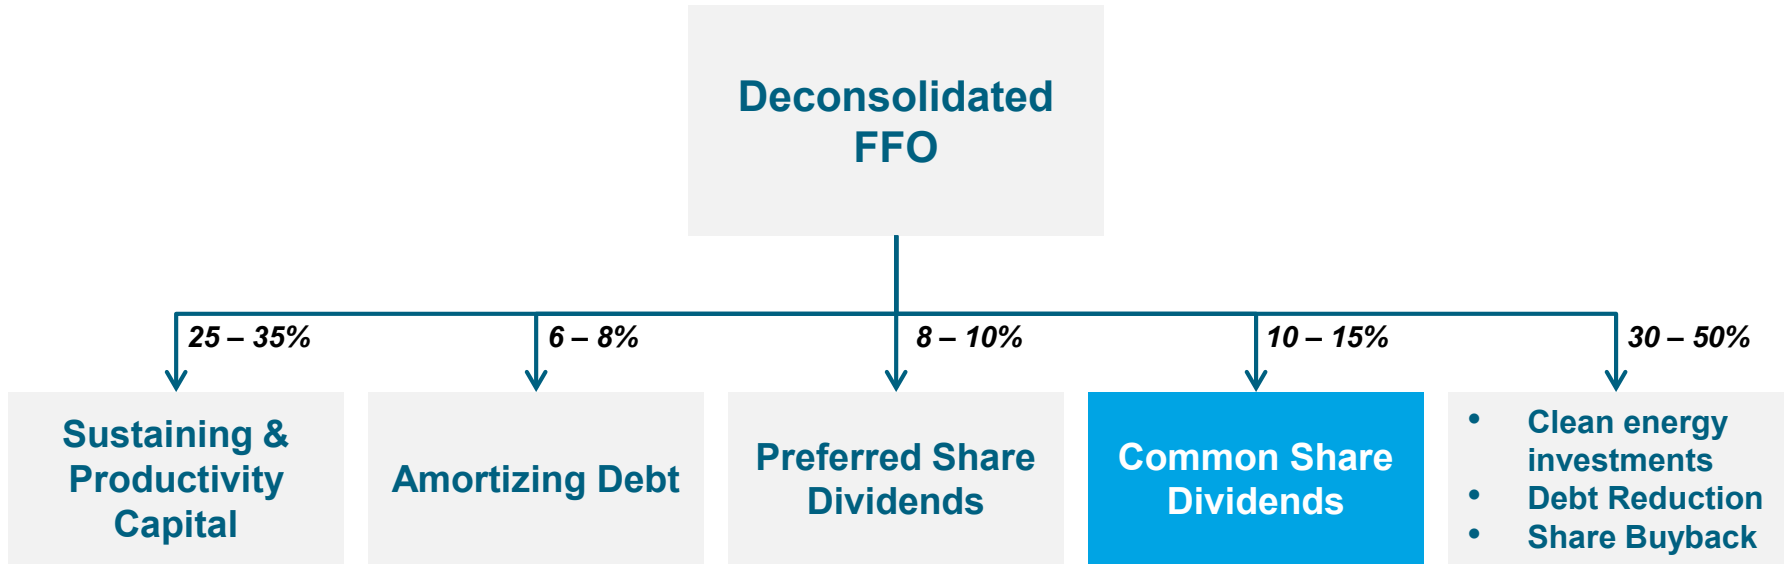 Deconsolidated
FFO
25 – 35%
6 – 8%
8 – 10%
10 – 15%
30 – 50%
Sustaining &
Productivity
Capital
Amortizing Debt
Preferred Share
Dividends
Common Share
Dividends
• Clean energy
investments
• Debt Reduction
• Share Buyback